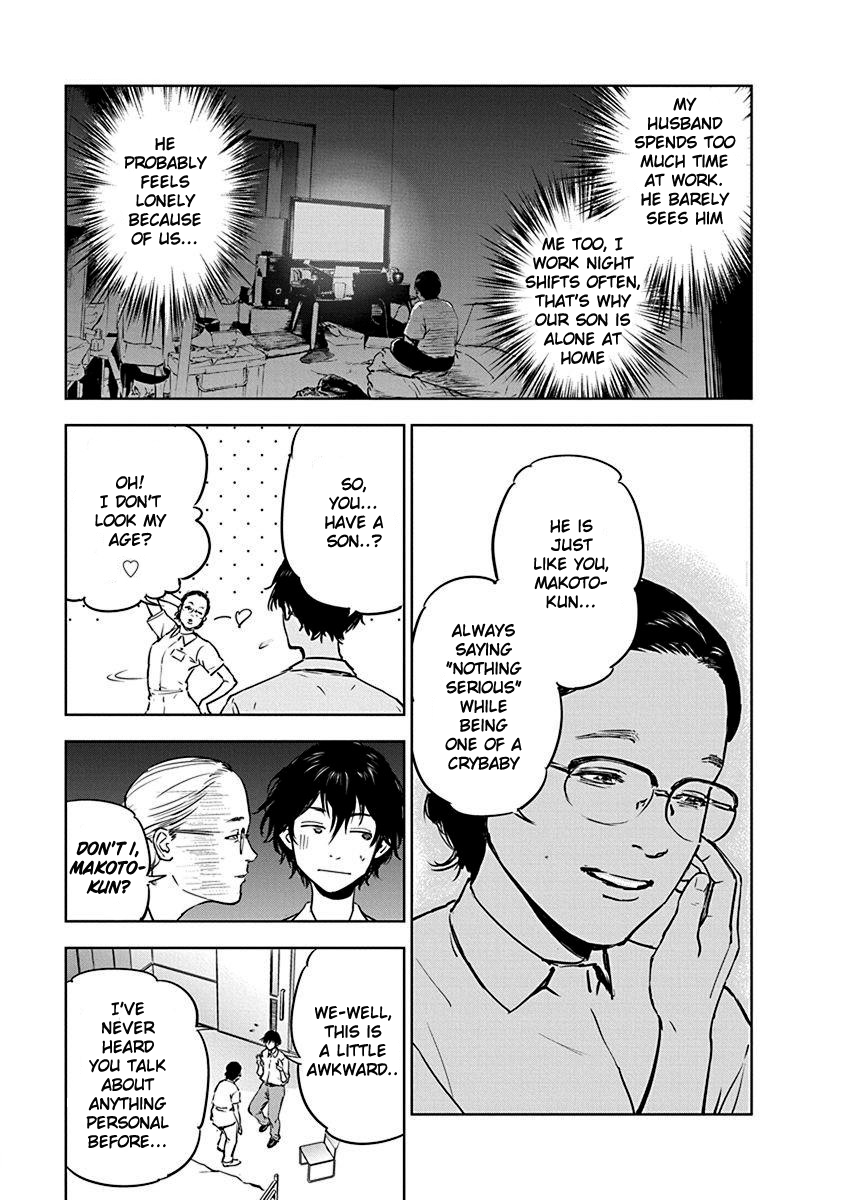 MY
HUSBAND
SPENDS TOO
MUCH TIME
AT WORK.
HE BARELY
SEES HIM
ME TOO, I
WORK NIGHT
SHIFTS OFTEN,
THAT'S WHY
OUR SON IS
ALONE AT
HOME
HE
PROBABLY
FEELS
LONELY
BECAUSE
OF US...
HE IS
JUST
LIKE YOU,
MAKOTO-
KUN...
ALWAYS
SAYING
"NOTHING
SERIOUS"
WHILE
BEING
ONE OF A
CRYBABY
SO,
YOU...
HAVE A
SON..?
OH!
I DON'T
LOOK MY
AGE?
♡
DON'T I,
MAKOTO-
KUN?
WE-WELL,
THIS IS
A LITTLE
AWKWARD..
I'VE
NEVER
HEARD
YOU TALK
ABOUT
ANYTHING
PERSONAL
BEFORE...